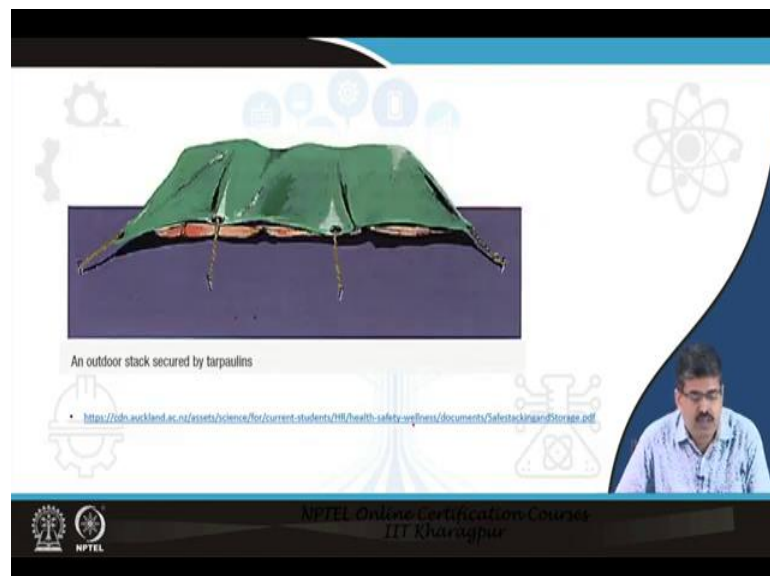 An outdoor stack secured by tarpaulins
• https://cdn.auckland.ac.nz/assets/science/for/current-students/HR/health-safety-wellness/documents/SafestackingandStorage.pdf
NPTEL Online Certification Courses
IIT Kharagpur
NPTEL